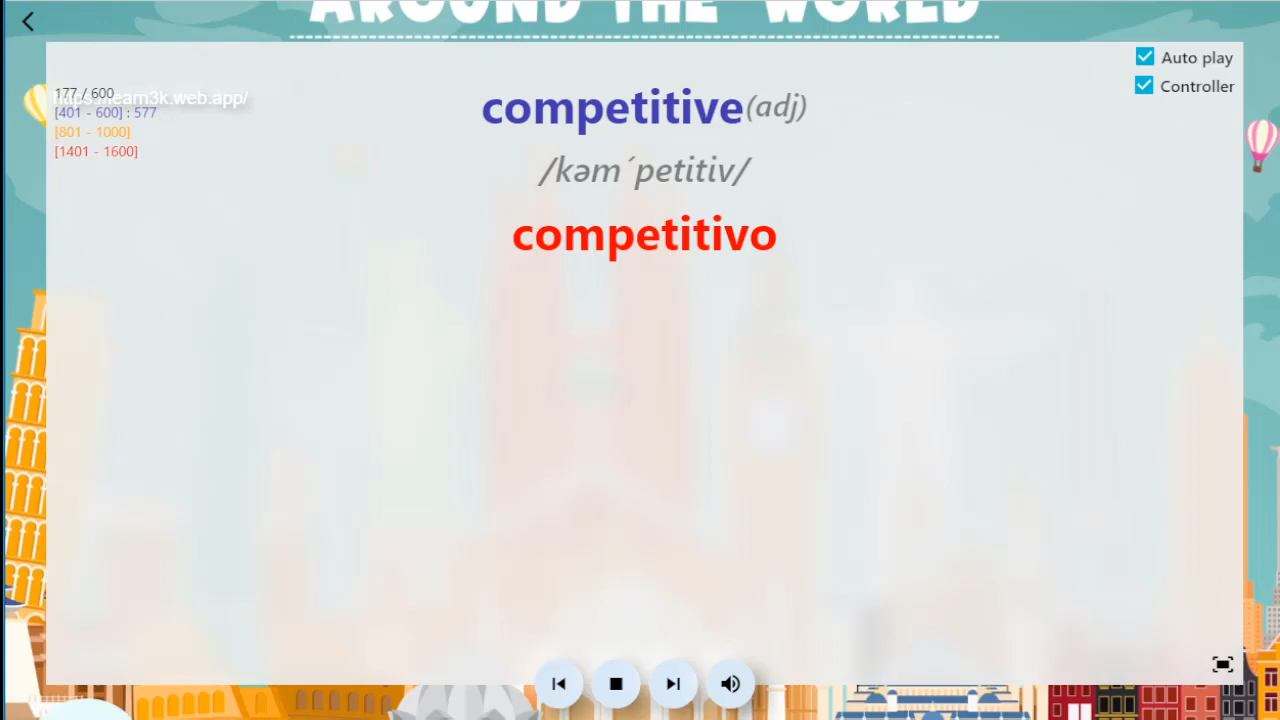 AROUND THE WORLD
Auto play
Controller
177 / 600
https://learn3k.web.app/
[401 - 600] : 577
[801 - 1000]
[1401 - 1600]
competitive(adj)
/kəm´petitiv/
competitivo